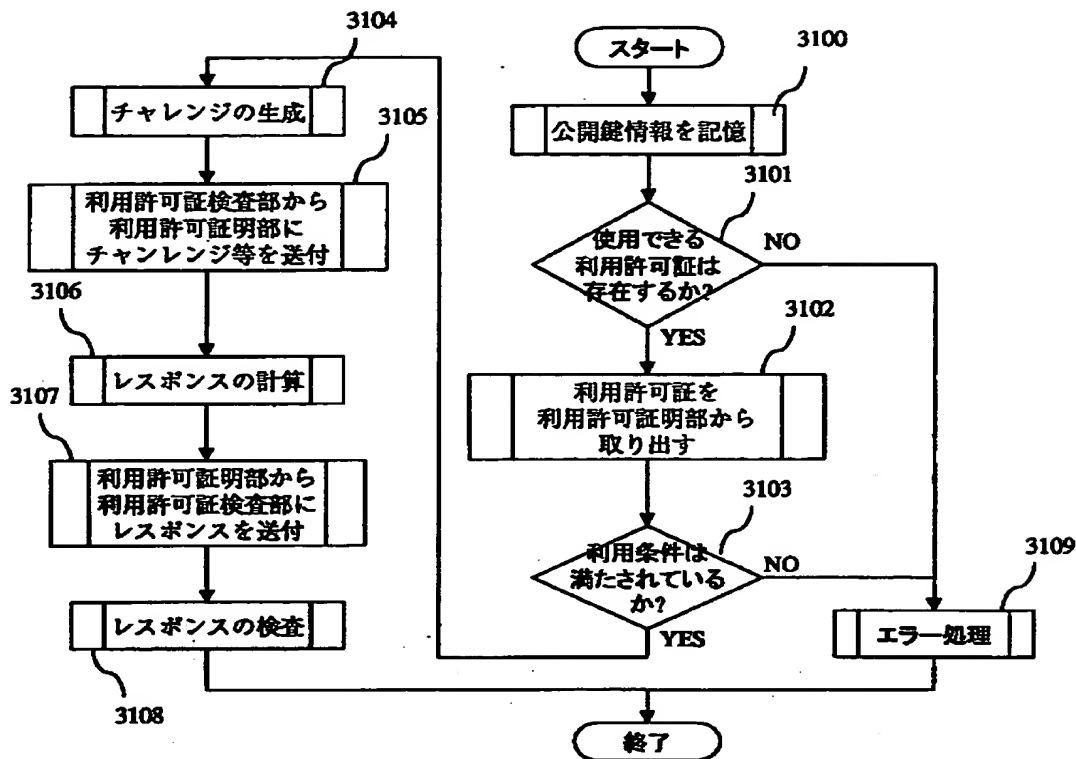 スタート
3100
公開鍵情報を記憶
3101
使用できる
利用許可証は
存在するか?
NO
YES
3102
利用許可証を
利用許可証明部から
取り出す
3103
利用条件は
満たされている
か?
NO
YES
3104
チャレンジの生成
3105
利用許可証検査部から
利用許可証明部に
チャンレンジ等を送付
3106
レスポンスの計算
3107
利用許可証明部から
利用許可証検査部に
レスポンスを送付
レスポンスの検査
3108
3109
エラー処理
終了